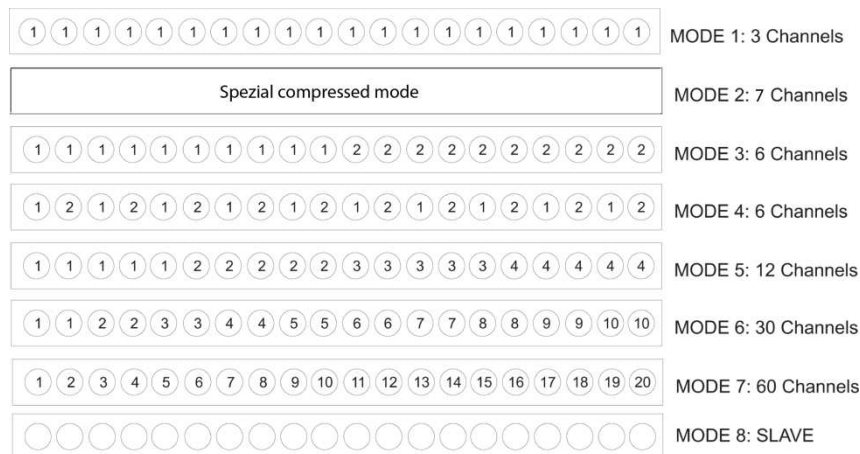 1 1 1 1 1 1 1 1 1 1 1 1 1 1 1 1 1 1 1 1 MODE 1: 3 Channels
Spezial compressed mode MODE 2: 7 Channels
1 1 1 1 1 1 1 1 1 1 2 2 2 2 2 2 2 2 2 2 MODE 3: 6 Channels
1 2 1 2 1 2 1 2 1 2 1 2 1 2 1 2 1 2 1 2 MODE 4: 6 Channels
1 1 1 1 1 2 2 2 2 2 3 3 3 3 3 4 4 4 4 4 MODE 5: 12 Channels
1 1 2 2 3 3 4 4 5 5 6 6 7 7 8 8 9 9 10 10 MODE 6: 30 Channels
1 2 3 4 5 6 7 8 9 10 11 12 13 14 15 16 17 18 19 20 MODE 7: 60 Channels
MODE 8: SLAVE